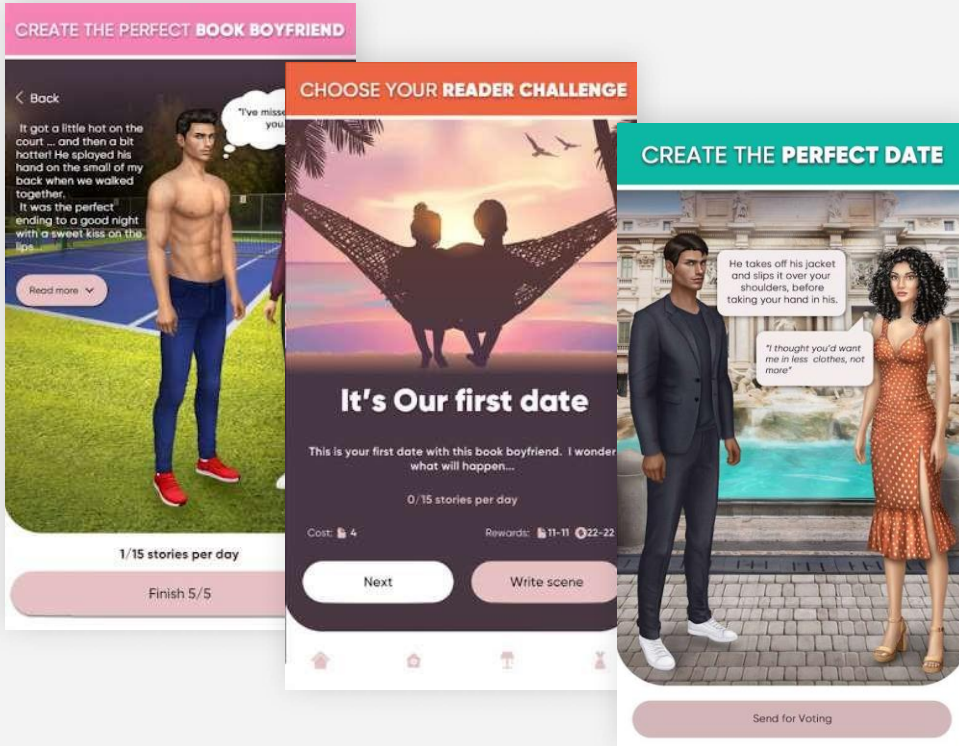 CREATE THE PERFECT BOOK BOYFRIEND
< Back
It got a little hot on the
court ... and then a bit
hotter! He splayed his
hand on the small of my
back when we walked
together.
It was the perfect
ending to a good night
with a sweet kiss on the
lips
"I've
you
Read more
1/15 stories per day
Finish 5/5
CHOOSE YOUR READER CHALLENGE
It's Our first date
This is your first date with this book boyfriend. I wonder
what will happen...
0/15 stories per day
Cost: 4
Rewards: 11-11 22-22
Next
Write scene
CREATE THE PERFECT DATE
He takes off his jacket
and slips it over your
shoulders, before
taking your hand in his.
"I thought you'd want
me in less clothes, not
more"
Send for Voting